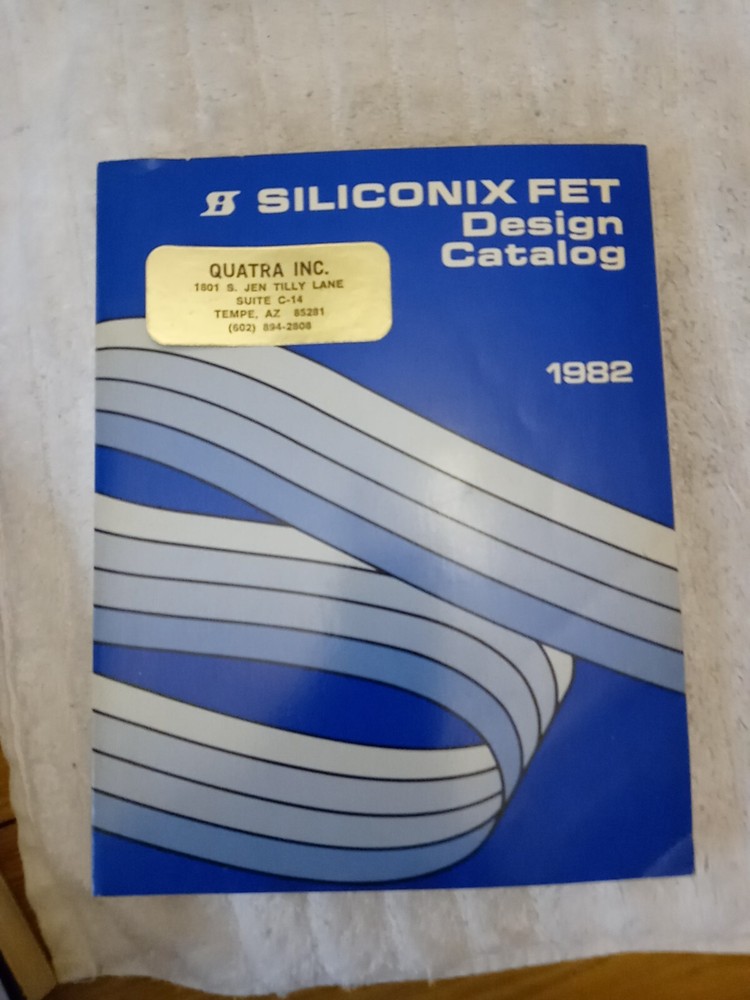 SILICONIX FET
Design
Catalog
QUATRA INC.
1801 S. JEN TILLY LANE
SUITE C-14
TEMPE, AZ 85281
(602) 894-2808
1982